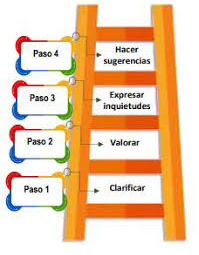 Paso 4
Hacer
sugerencias
Paso 3
Expresar
inquietudes
Paso 2
Valorar
Paso 1
Clarificar